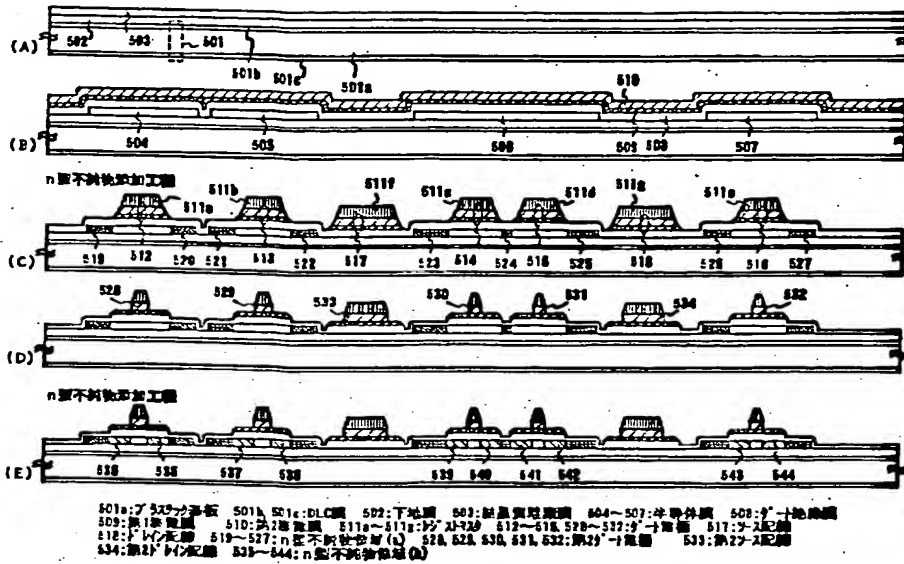 (A) 502 503 501 501b 501c 501a
510
(B) 504 505 506 509 508 507
n型不純物添加工程
511a 511b 511f 511c 511d 511g 511e
(C) 519 512 520 521 513 522 517 523 514 524 515 525 518 526 516 527
528 529 533 530 531 534 532
(D)
n型不純物添加工程
(E) 535 536 537 538 539 540 541 542 543 544
501a:プラスチック基板 501b, 501c:DLC膜 502:下地膜 503:結晶質珪素膜 504~507:半導体膜 508:ゲート絶縁膜
509:第1導電膜 510:第2導電膜 511a~511g:レジストマスク 512~516, 528~532:ゲート電極 517:ソース配線
518:ドレイン配線 519~527:n型不純物領域(a) 528, 529, 530, 531, 532:第2ゲート電極 533:第2ソース配線
534:第2ドレイン配線 535~544:n型不純物領域(b)